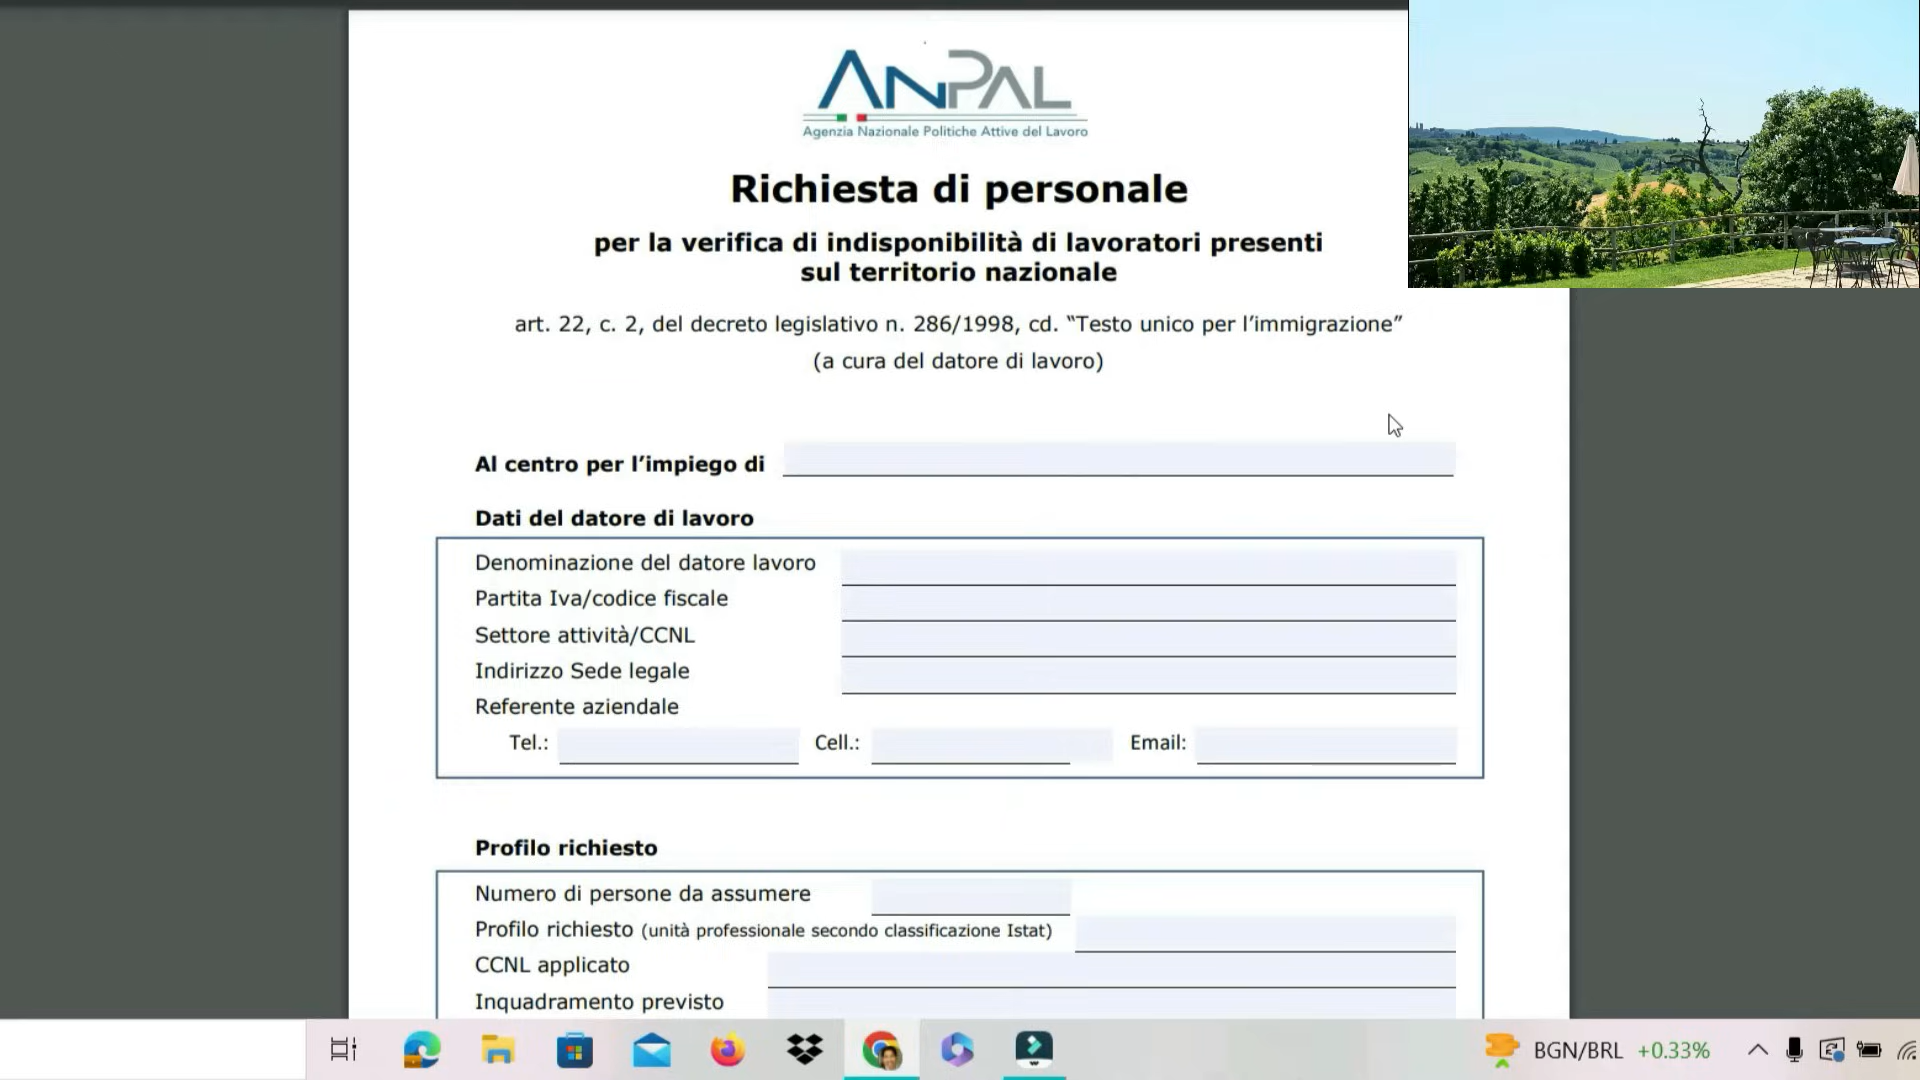 ANPAL
Agenzia Nazionale Politiche Attive del Lavoro
Richiesta di personale
per la verifica di indisponibilità di lavoratori presenti
sul territorio nazionale
art. 22, c. 2, del decreto legislativo n. 286/1998, cd. “Testo unico per l’immigrazione”
(a cura del datore di lavoro)
Al centro per l’impiego di
Dati del datore di lavoro
Denominazione del datore lavoro
Partita Iva/codice fiscale
Settore attività/CCNL
Indirizzo Sede legale
Referente aziendale
Tel.: Cell.: Email:
Profilo richiesto
Numero di persone da assumere
Profilo richiesto (unità professionale secondo classificazione Istat)
CCNL applicato
Inquadramento previsto
BGN/BRL +0.33%